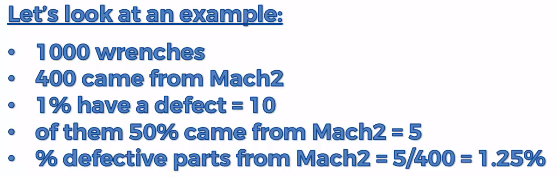 Let's look at an example:
• 1000 wrenches
• 400 came from Mach2
• 1% have a defect = 10
• of them 50% came from Mach2 = 5
• % defective parts from Mach2 = 5/400 = 1.25%